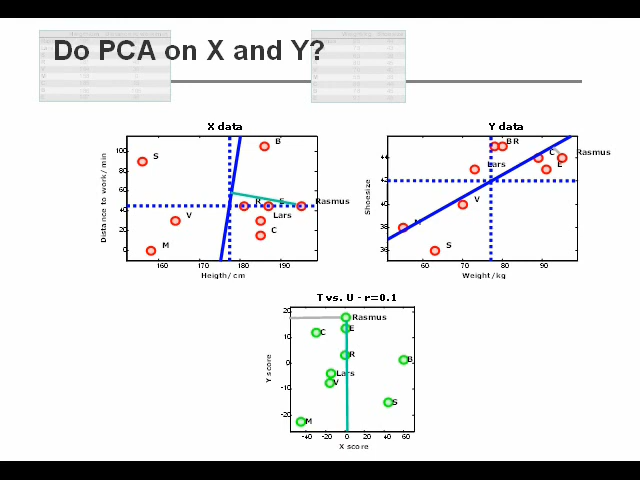 Do PCA on X and Y?
X data
Y data
Distance to work / min
100
80
60
40
20
0
S
B
R
S
Rasmus
V
Lars
C
M
160
170
180
190
Heigth/ cm
Shoesize
44
42
40
38
36
B R
Lars
C
Rasmus
E
V
M
S
60
70
80
90
Weight/ kg
T vs. U - r=0.1
Y score
20
10
0
-10
-20
Rasmus
E
C
R
B
Lars
V
S
M
-40
-20
0
20
40
60
X score